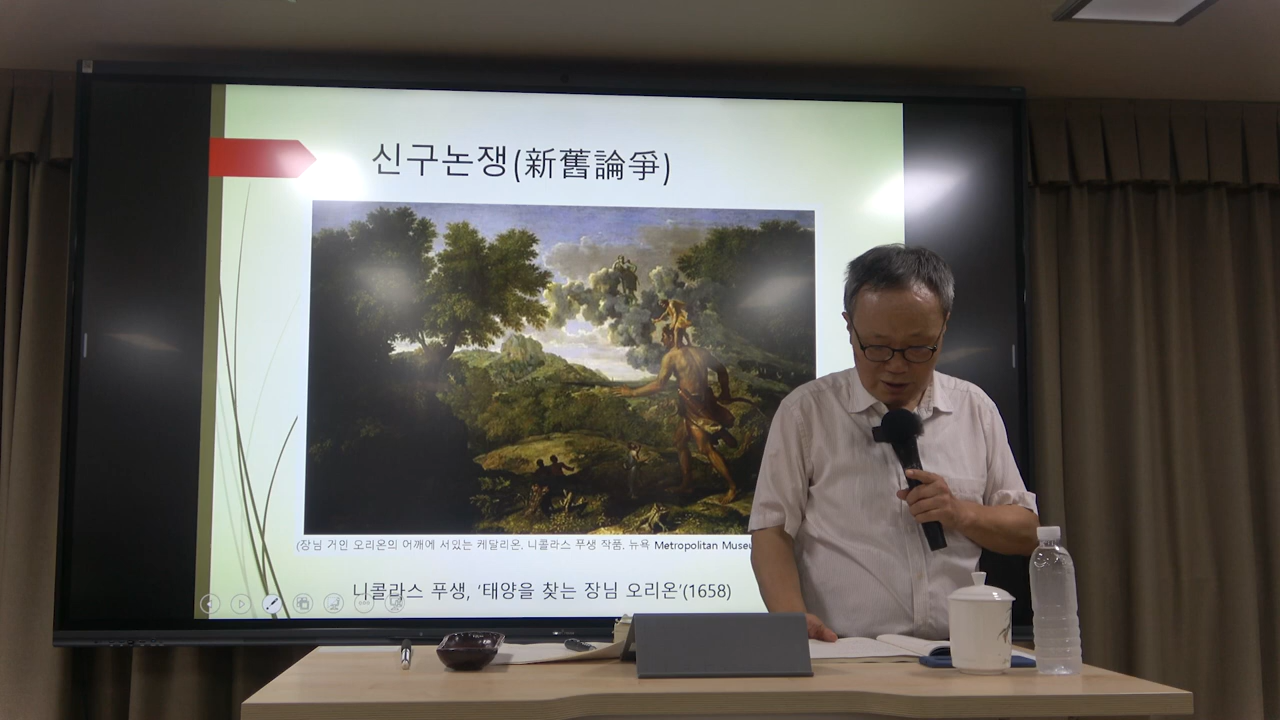 신구논쟁(新舊論爭)
(장님 거인 오리온의 어깨에 서있는 케달리온. 니콜라스 푸생 작품. 뉴욕 Metropolitan
니콜라스 푸생, ‘태양을 찾는 장님 오리온’(1658)